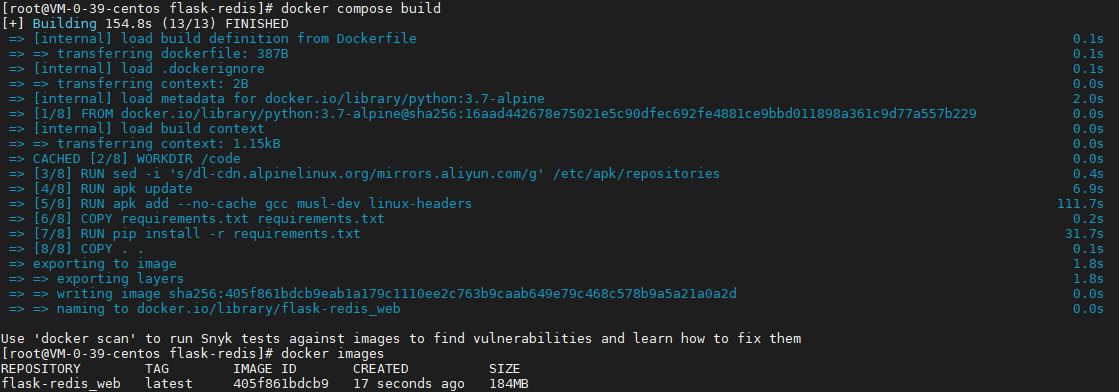 [root@VM-0-39-centos flask-redis]# docker compose build
[+] Building 154.8s (13/13) FINISHED
=> [internal] load build definition from Dockerfile 0.1s
=> => transferring dockerfile: 387B 0.1s
=> [internal] load .dockerignore 0.1s
=> => transferring context: 2B 0.0s
=> [internal] load metadata for docker.io/library/python:3.7-alpine 2.0s
=> [1/8] FROM docker.io/library/python:3.7-alpine@sha256:16aad442678e75021e5c90dfec692fe4881ce9bbd011898a361c9d77a557b229 0.0s
=> [internal] load build context 0.0s
=> => transferring context: 1.15kB 0.0s
=> CACHED [2/8] WORKDIR /code 0.0s
=> [3/8] RUN sed -i 's/dl-cdn.alpinelinux.org/mirrors.aliyun.com/g' /etc/apk/repositories 0.4s
=> [4/8] RUN apk update 6.9s
=> [5/8] RUN apk add --no-cache gcc musl-dev linux-headers 111.7s
=> [6/8] COPY requirements.txt requirements.txt 0.2s
=> [7/8] RUN pip install -r requirements.txt 31.7s
=> [8/8] COPY . . 0.1s
=> exporting to image 1.8s
=> => exporting layers 1.8s
=> => writing image sha256:405f861bdcb9eab1a179c1110ee2c763b9caab649e79c468c578b9a5a21a0a2d 0.0s
=> => naming to docker.io/library/flask-redis_web 0.0s
Use 'docker scan' to run Snyk tests against images to find vulnerabilities and learn how to fix them
[root@VM-0-39-centos flask-redis]# docker images
REPOSITORY TAG IMAGE ID CREATED SIZE
flask-redis_web latest 405f861bdcb9 17 seconds ago 184MB